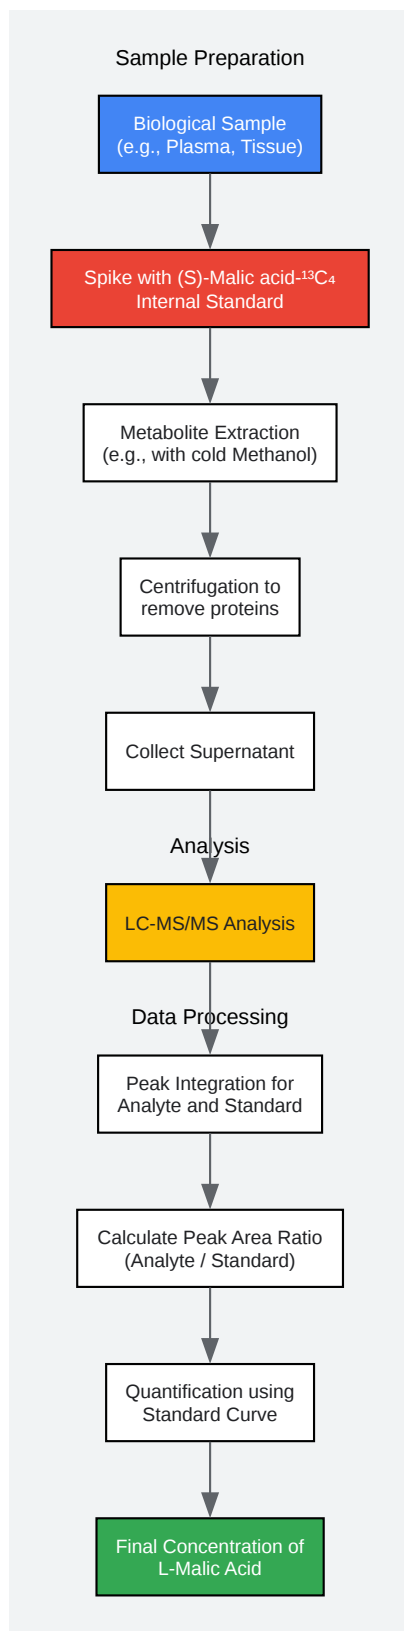 Sample Preparation
Biological Sample
(e.g., Plasma, Tissue)
Spike with (S)-Malic acid-¹³C₄
Internal Standard
Metabolite Extraction
(e.g., with cold Methanol)
Centrifugation to
remove proteins
Collect Supernatant
Analysis
LC-MS/MS Analysis
Data Processing
Peak Integration for
Analyte and Standard
Calculate Peak Area Ratio
(Analyte / Standard)
Quantification using
Standard Curve
Final Concentration of
L-Malic Acid